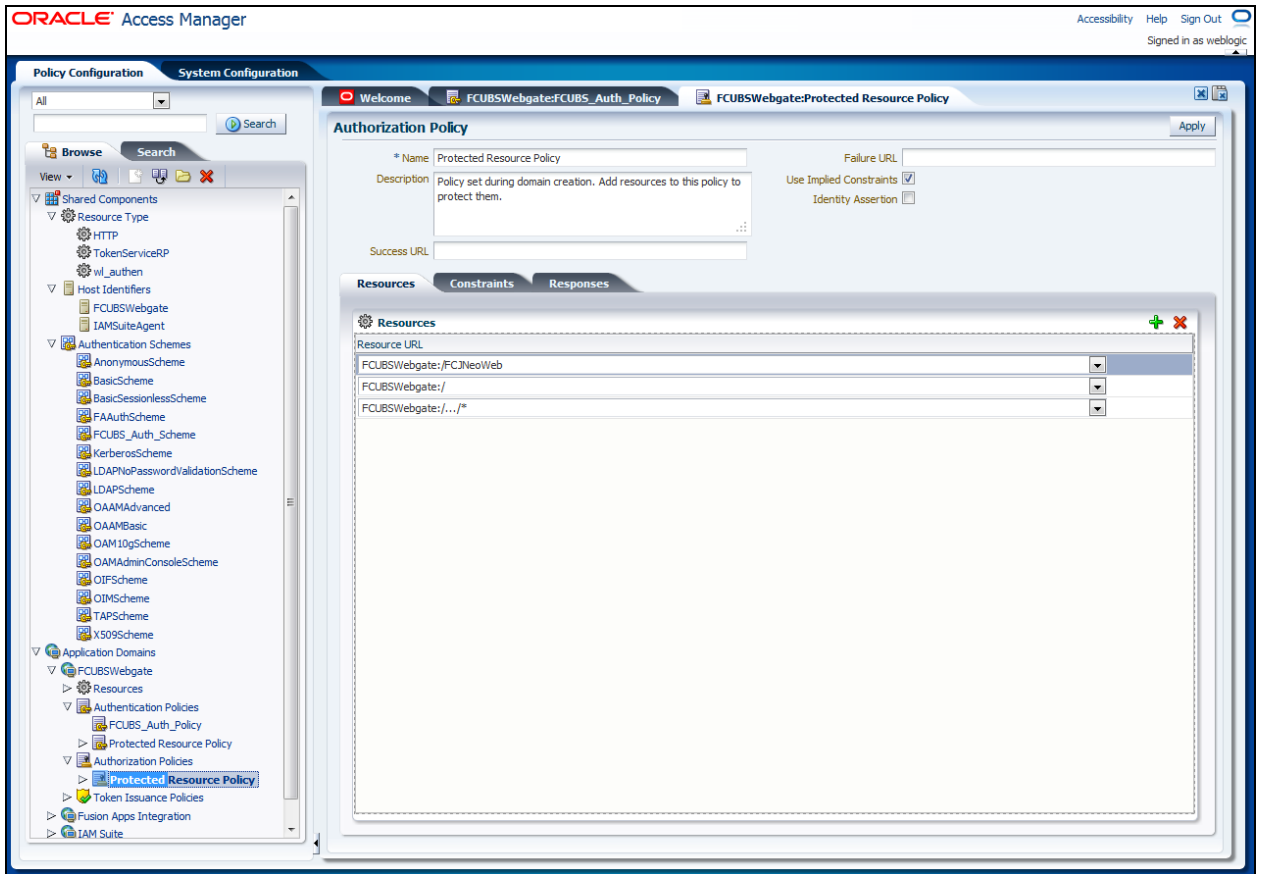 ORACLE Access Manager
Accessibility Help Sign Out
Signed in as weblogic
Policy Configuration System Configuration
All
Search
Browse Search
View
Shared Components
Resource Type
HTTP
TokenServiceRP
wl_authen
Host Identifiers
FCUBSWebgate
IAMSuiteAgent
Authentication Schemes
AnonymousScheme
BasicScheme
BasicSessionlessScheme
FAAuthScheme
FCUBS_Auth_Scheme
KerberosScheme
LDAPNoPasswordValidationScheme
LDAPScheme
OAAMAdvanced
OAAMBasic
OAM10gScheme
OAMAdminConsoleScheme
OIFScheme
OIMScheme
TAPScheme
X509Scheme
Application Domains
FCUBSWebgate
Resources
Authentication Policies
FCUBS_Auth_Policy
Protected Resource Policy
Authorization Policies
Protected Resource Policy
Token Issuance Policies
Fusion Apps Integration
IAM Suite
Welcome FCUBSWebgate:FCUBS_Auth_Policy FCUBSWebgate:Protected Resource Policy
Authorization Policy Apply
* Name Protected Resource Policy
Description Policy set during domain creation. Add resources to this policy to
protect them.
Success URL
Failure URL
Use Implied Constraints
Identity Assertion
Resources Constraints Responses
Resources
Resource URL
FCUBSWebgate:/FCJNeoWeb
FCUBSWebgate:/
FCUBSWebgate:/.../*